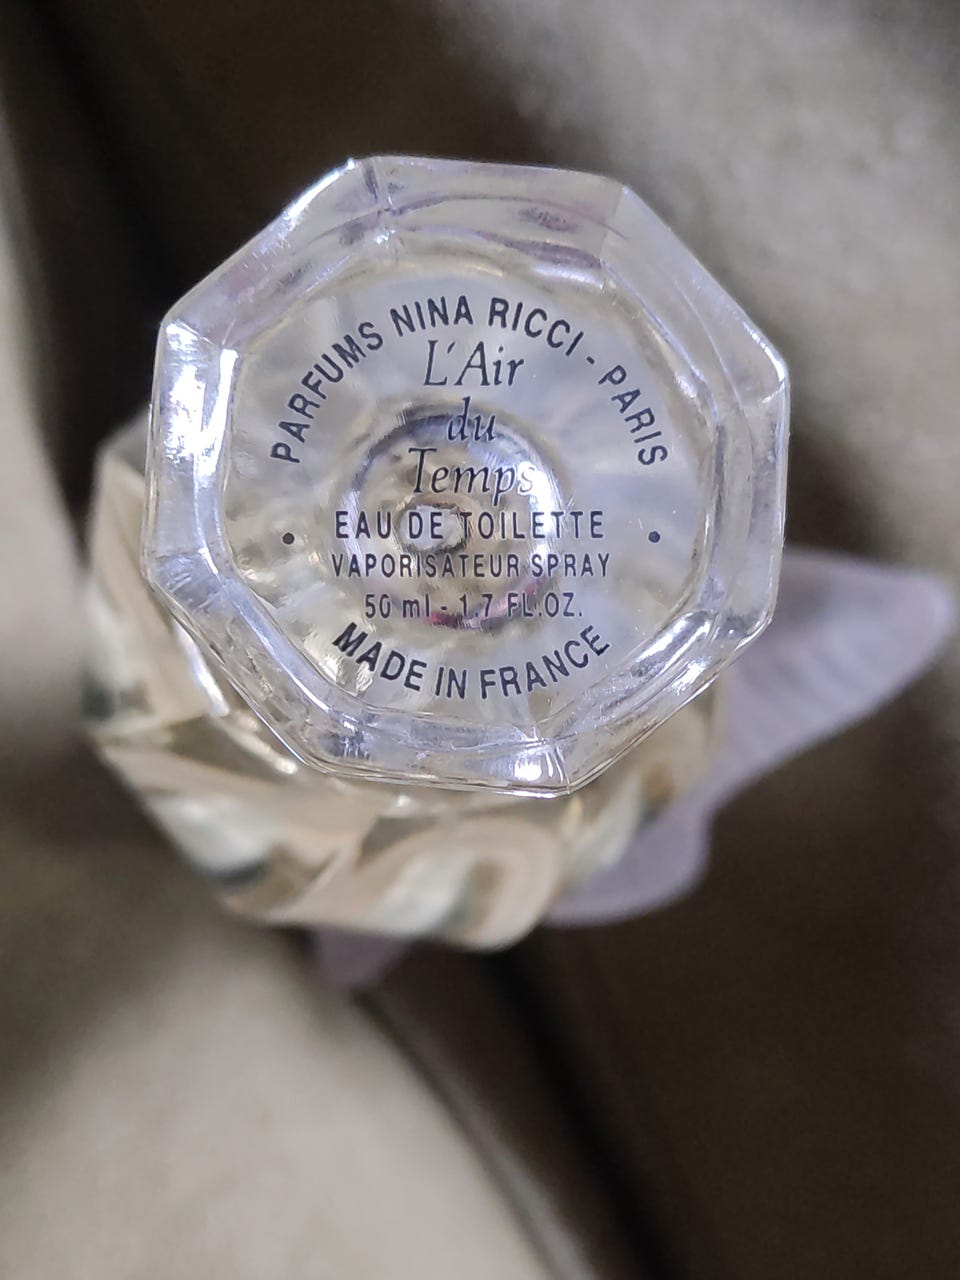 PARFUMS NINA RICCI - PARIS
L'Air
du
Temps
EAU DE TOILETTE
VAPORISATEUR SPRAY
50 ml - 1.7 FL.OZ.
MADE IN FRANCE